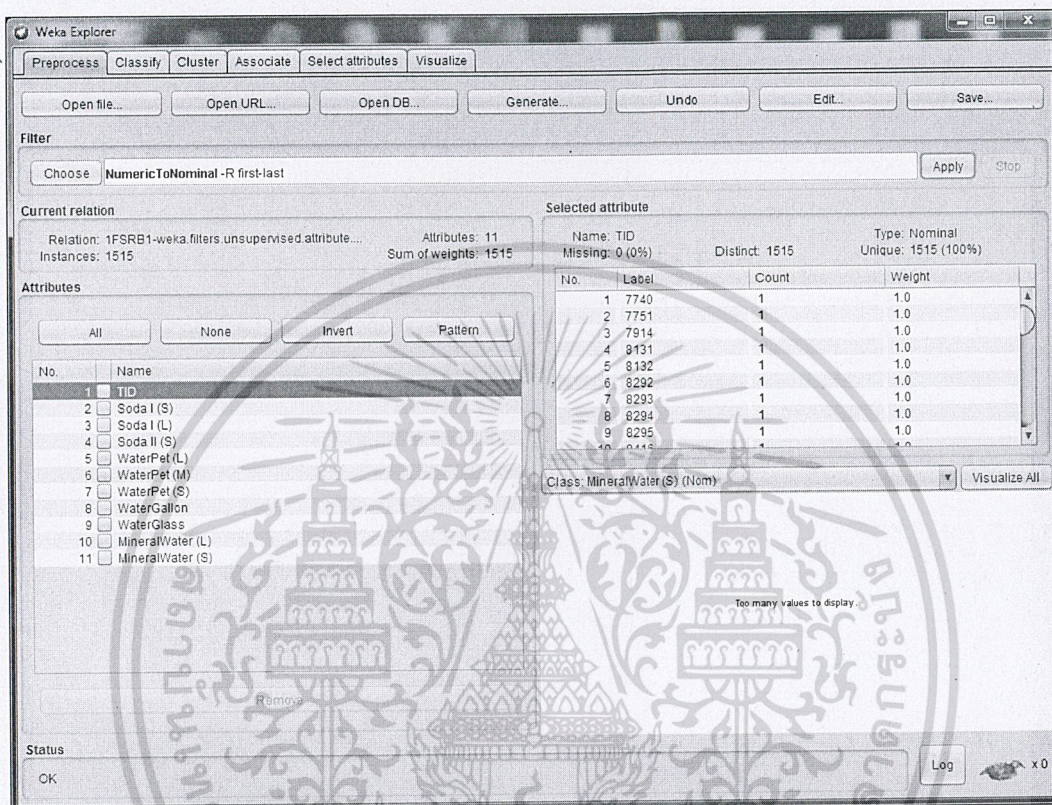 Weka Explorer
Preprocess Classify Cluster Associate Select attributes Visualize
Open file... Open URL... Open DB... Generate... Undo Edit... Save...
Filter
Choose NumericToNominal -R first-last Apply Stop
Current relation
Relation: 1FSRB1-weka.filters.unsupervised.attribute.... Attributes: 11
Instances: 1515 Sum of weights: 1515
Attributes
All None Invert Pattern
No. Name
1 TID
2 Soda I (S)
3 Soda I (L)
4 Soda II (S)
5 WaterPet (L)
6 WaterPet (M)
7 WaterPet (S)
8 WaterGallon
9 WaterGlass
10 MineralWater (L)
11 MineralWater (S)
Remove
Selected attribute
Name: TID Type: Nominal
Missing: 0 (0%) Distinct: 1515 Unique: 1515 (100%)
No. Label Count Weight
1 7740 1 1.0
2 7751 1 1.0
3 7914 1 1.0
4 8131 1 1.0
5 8132 1 1.0
6 8292 1 1.0
7 8293 1 1.0
8 8294 1 1.0
9 8295 1 1.0
Class: MineralWater (S) (Nom) Visualize All
Too many values to display.
Status
OK
Log x 0